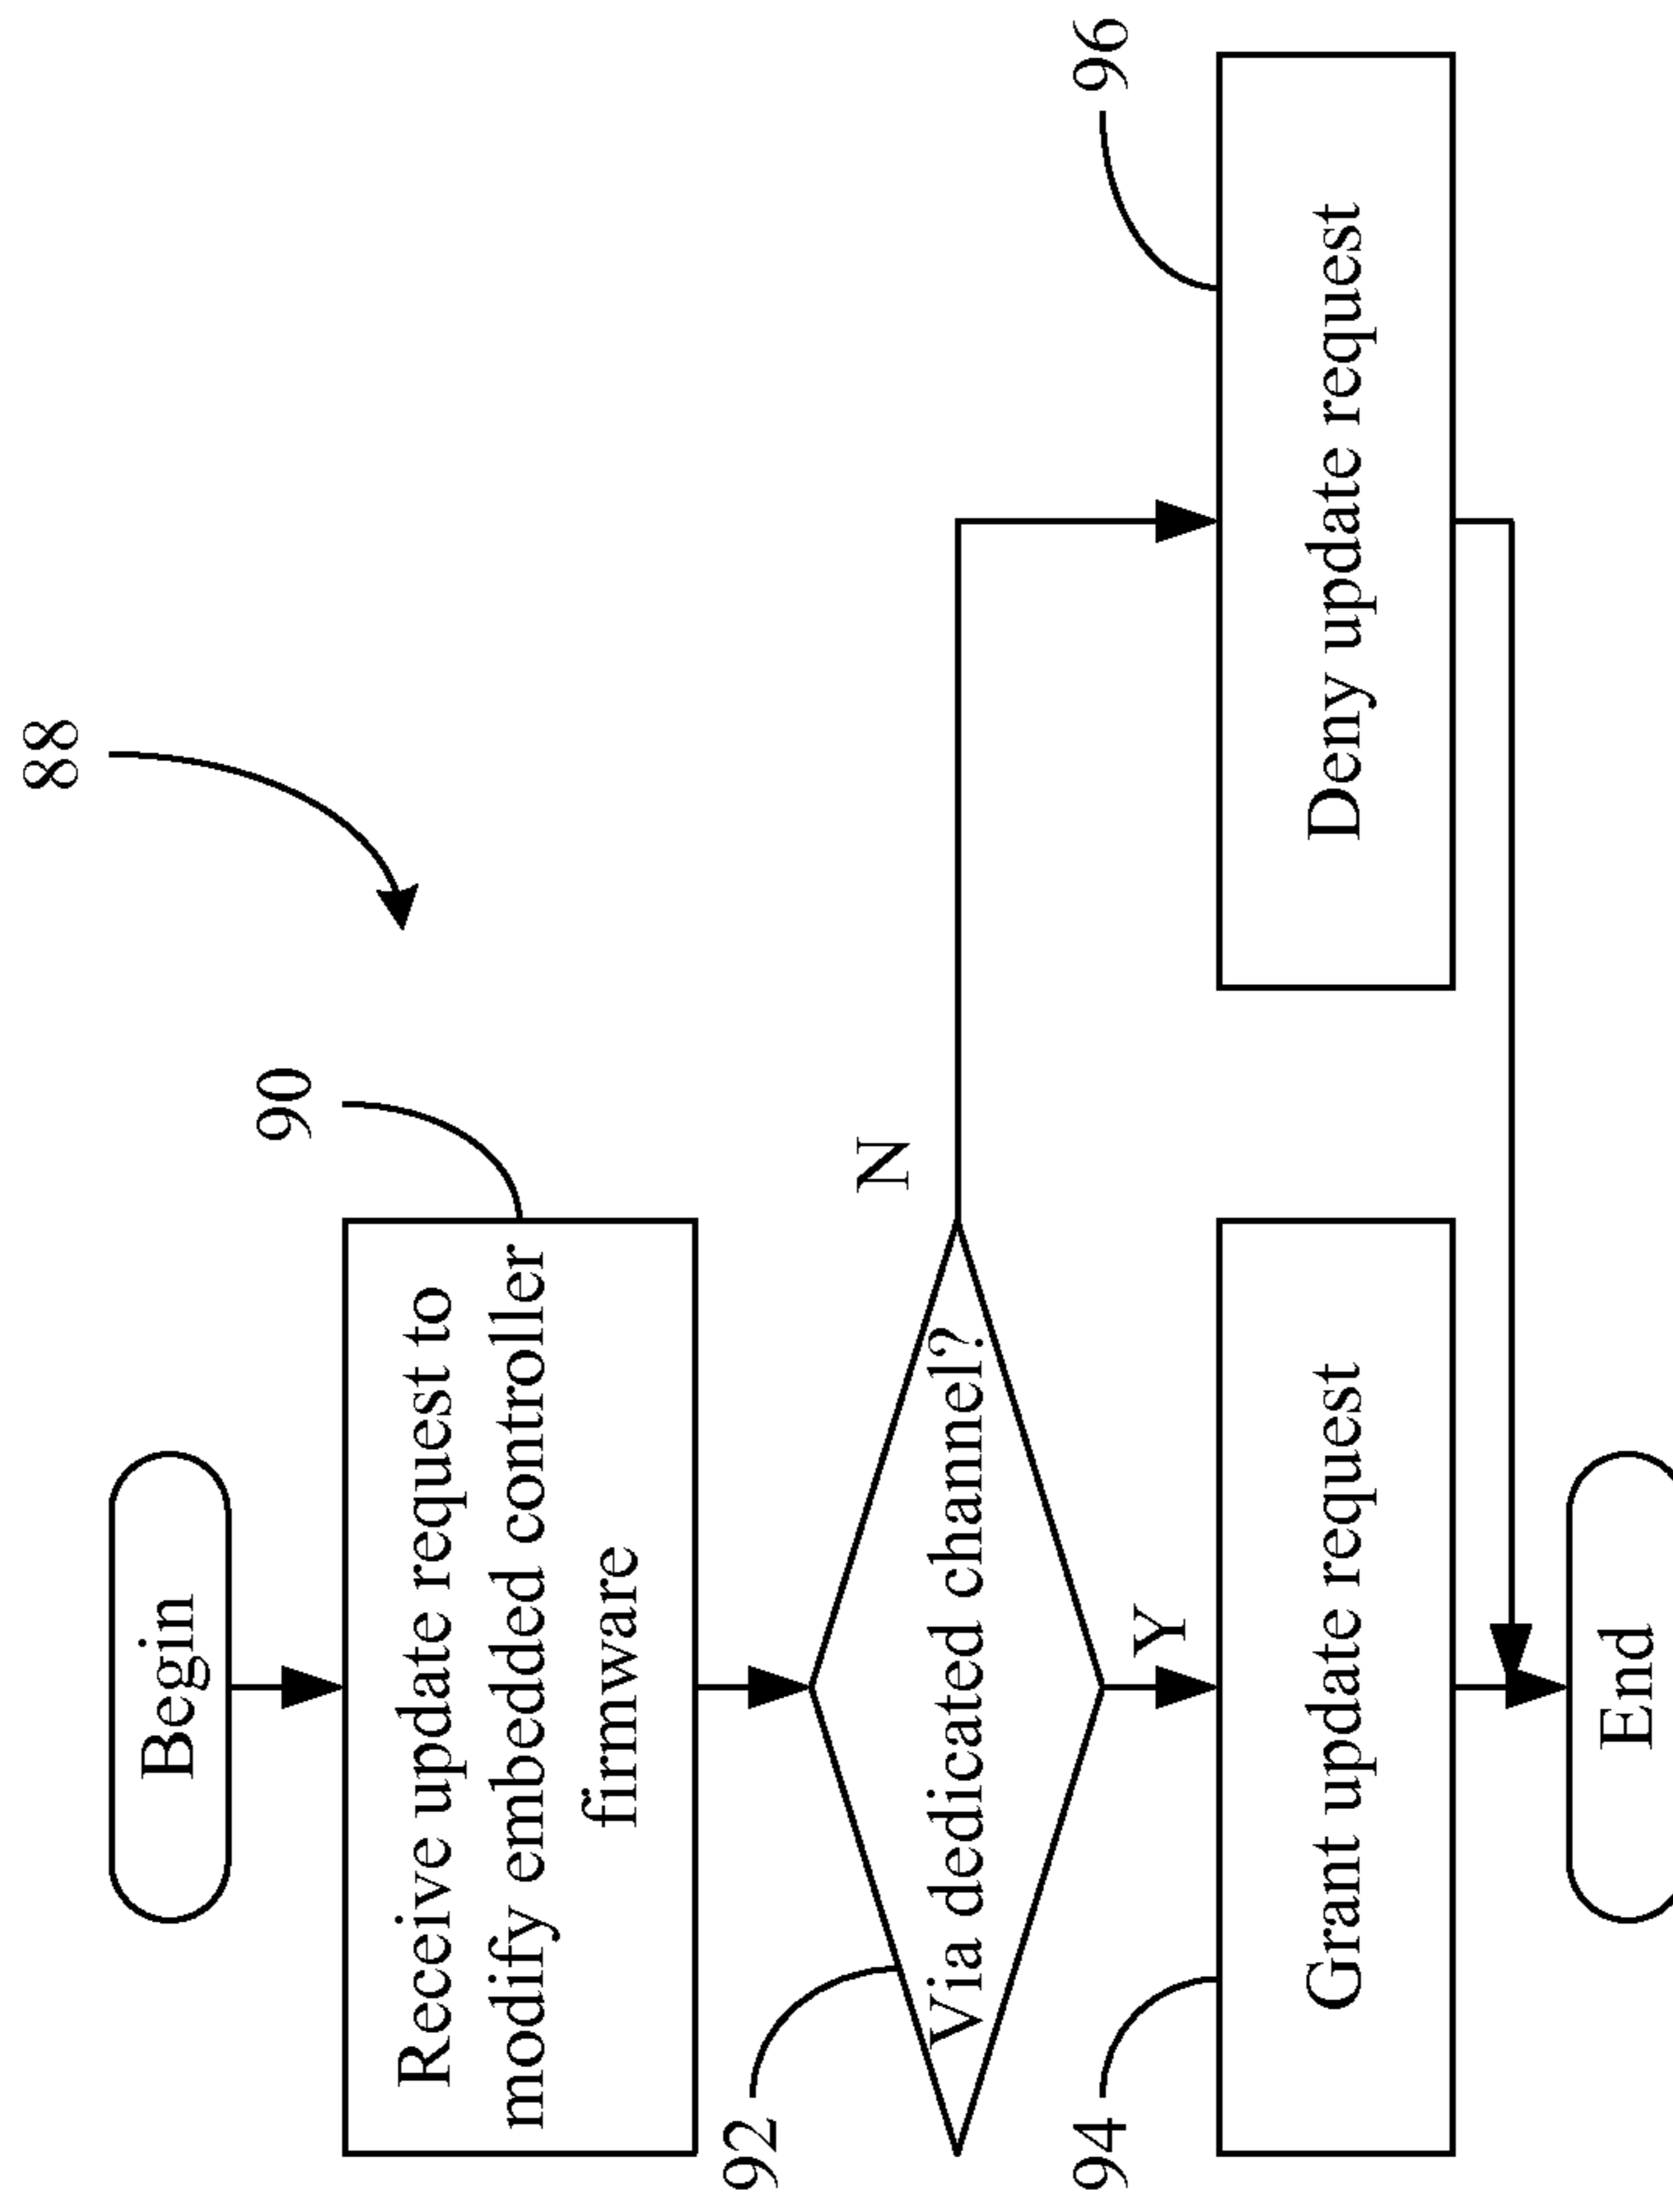 88
Begin
90
Receive update request to
modify embedded controller
firmware
92
Via dedicated channel?
N
Y
94
Grant update request
96
Deny update request
End